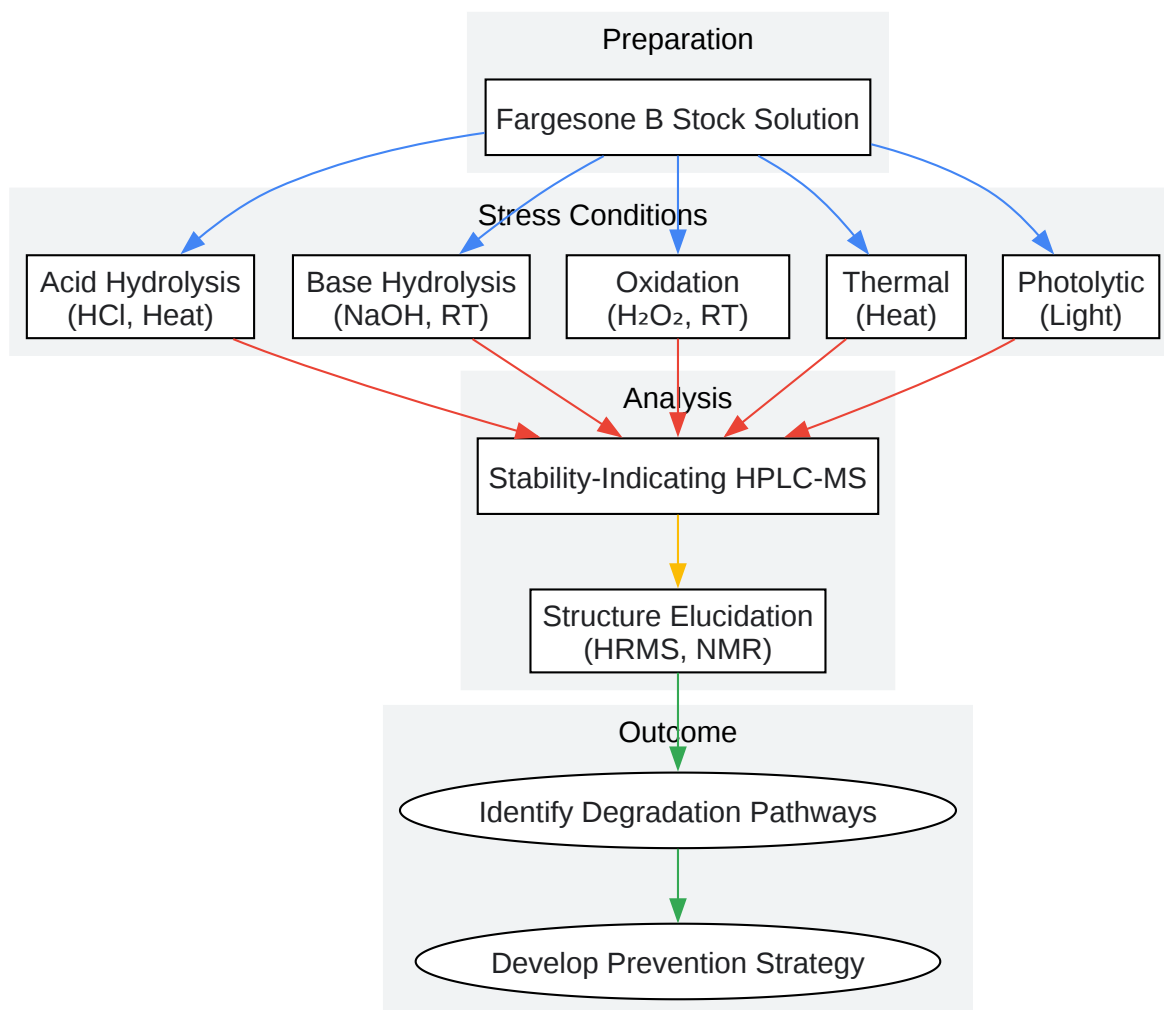 Preparation
Fargesone B Stock Solution
Stress Conditions
Acid Hydrolysis
(HCl, Heat)
Base Hydrolysis
(NaOH, RT)
Oxidation
(H₂O₂, RT)
Thermal
(Heat)
Photolytic
(Light)
Analysis
Stability-Indicating HPLC-MS
Structure Elucidation
(HRMS, NMR)
Outcome
Identify Degradation Pathways
Develop Prevention Strategy